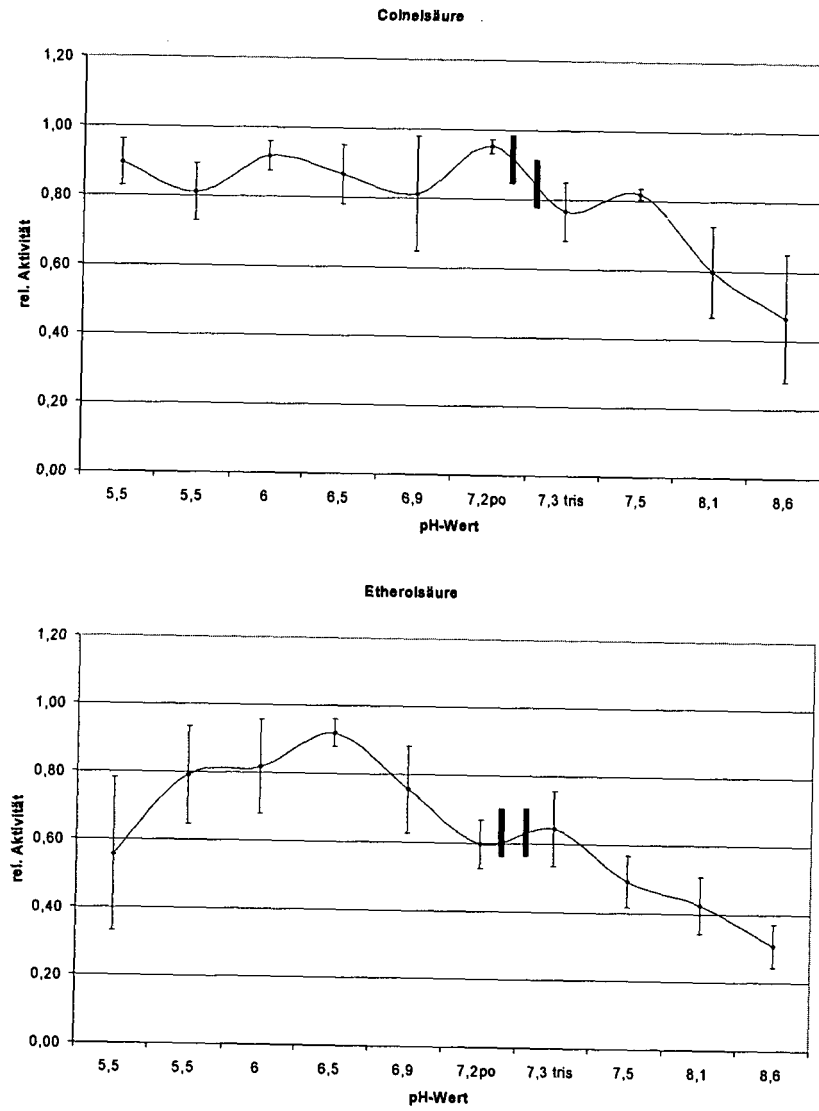 Colnelsäure
1,20
1,00
0,80
0,60
0,40
0,20
0,00
rel. Aktivität
5,5 5,5 6 6,5 6,9 7,2po 7,3 tris 7,5 8,1 8,6
pH-Wert
Etherolsäure
1,20
1,00
0,80
0,60
0,40
0,20
0,00
rel. Aktivität
5,5 5,5 6 6,5 6,9 7,2po 7,3 tris 7,5 8,1 8,6